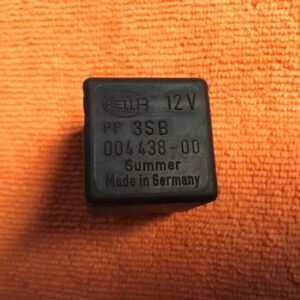 HELLA 12V
PP 3SB
004438-00
Summer
Made in Germany